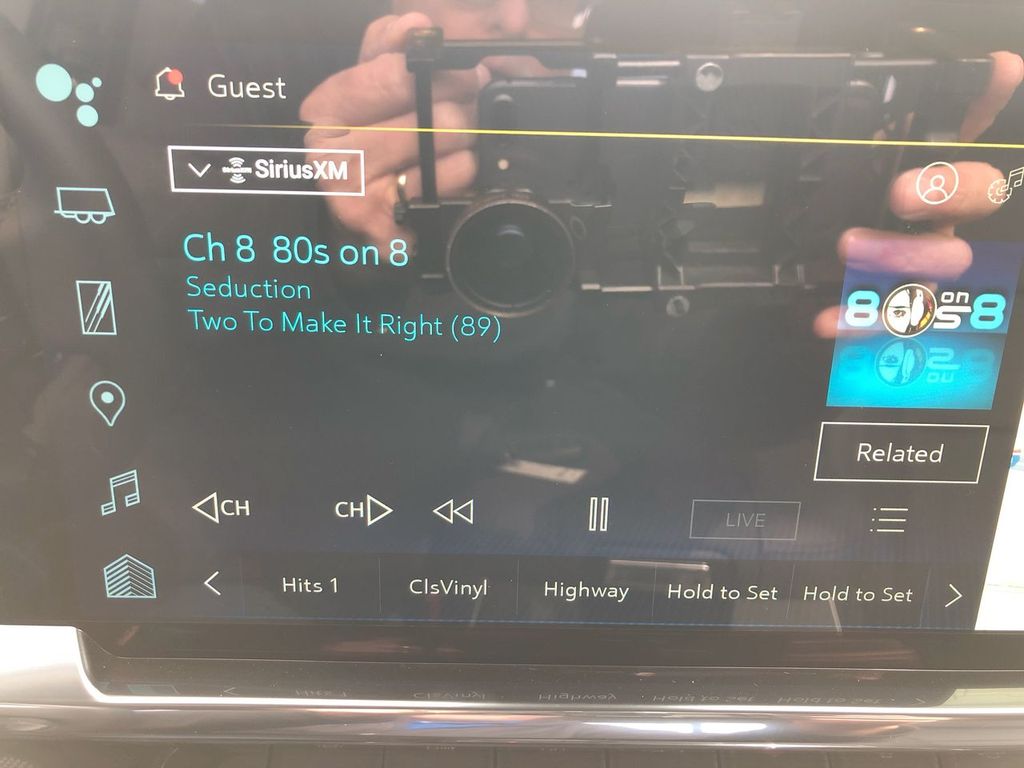 Guest
SiriusXM
Ch 8 80s on 8
Seduction
Two To Make It Right (89)
80s on 8
Related
CH
CH
LIVE
Hits 1
ClsVinyl
Highway
Hold to Set
Hold to Set